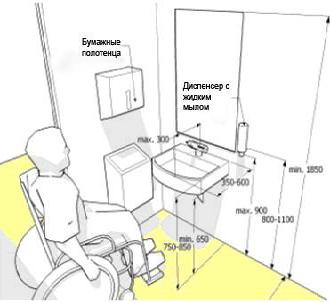 Бумажные
полотенца
Диспенсер с
жидким
мылом
max. 300
min. 1850
350-600
max. 900
800-1100
min. 650
750-850